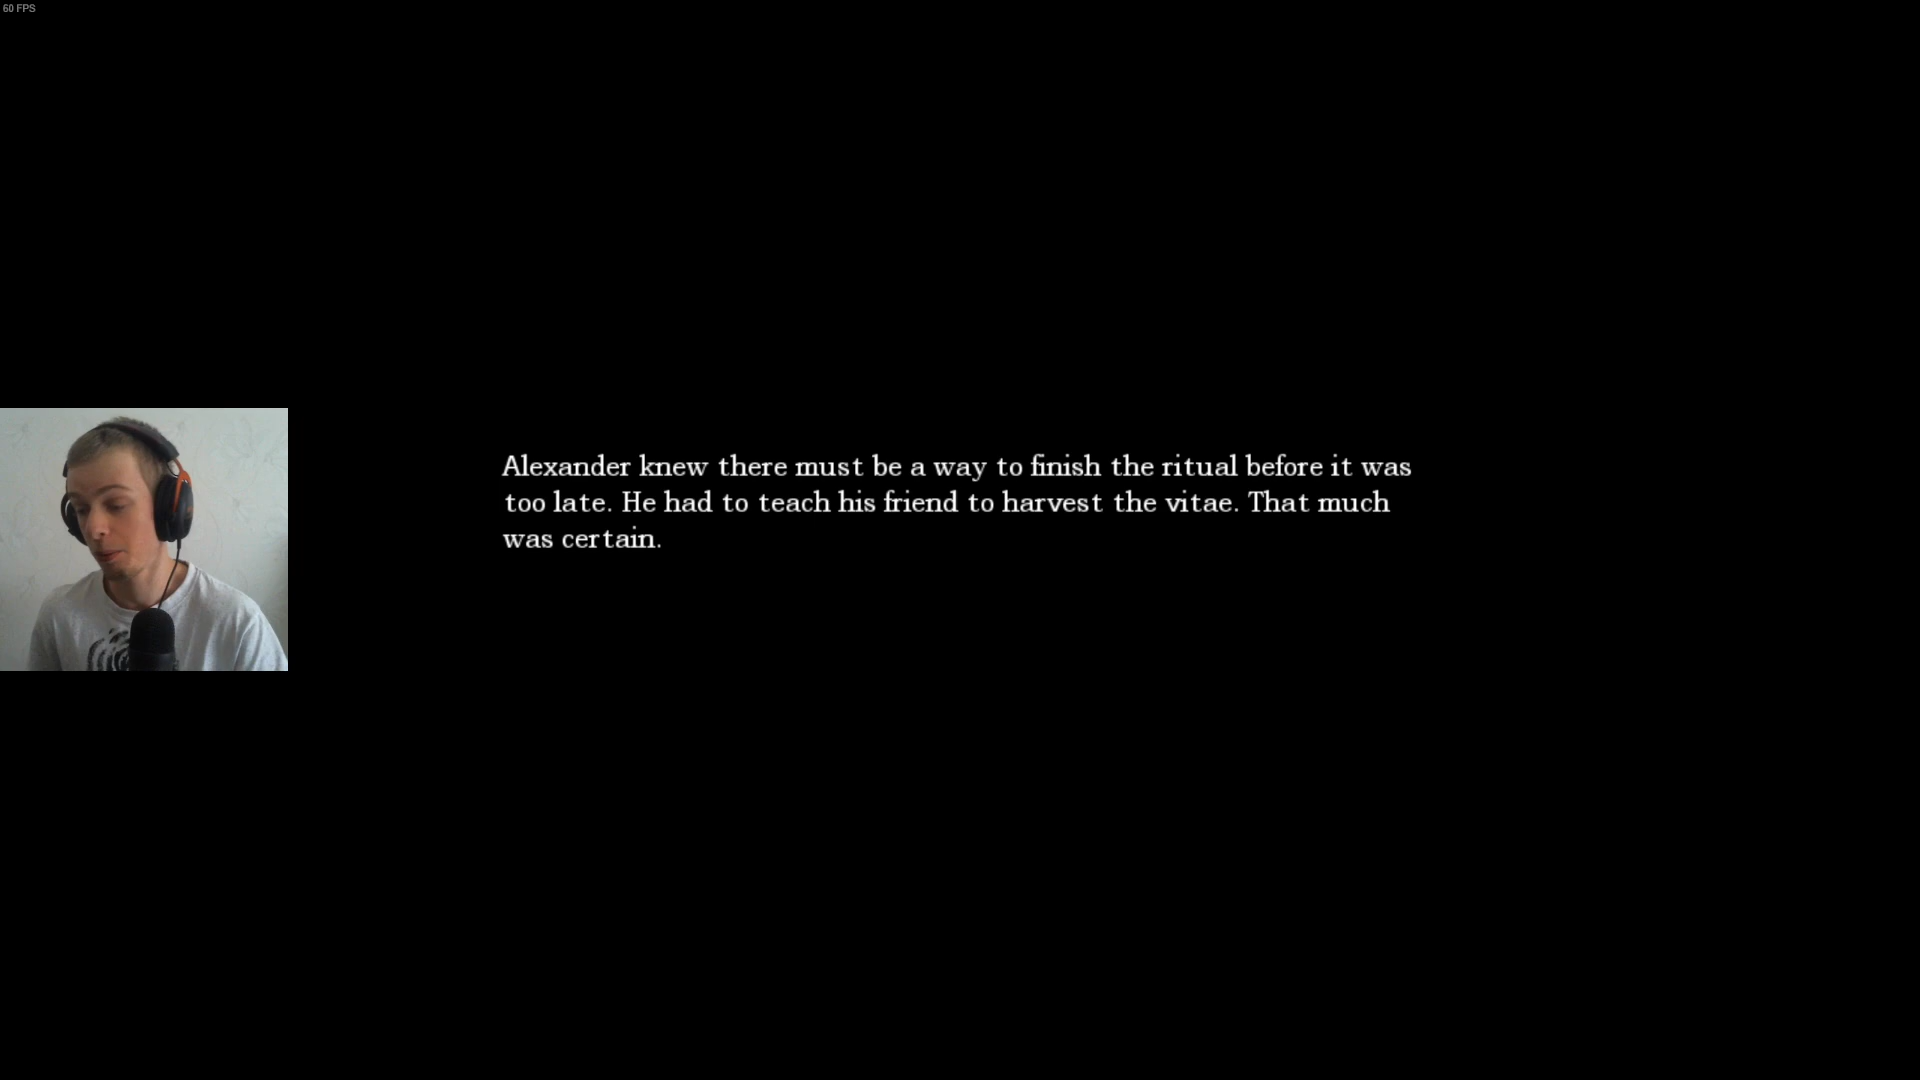 60 FPS
Alexander knew there must be a way to finish the ritual before it was
too late. He had to teach his friend to harvest the vitae. That much
was certain.